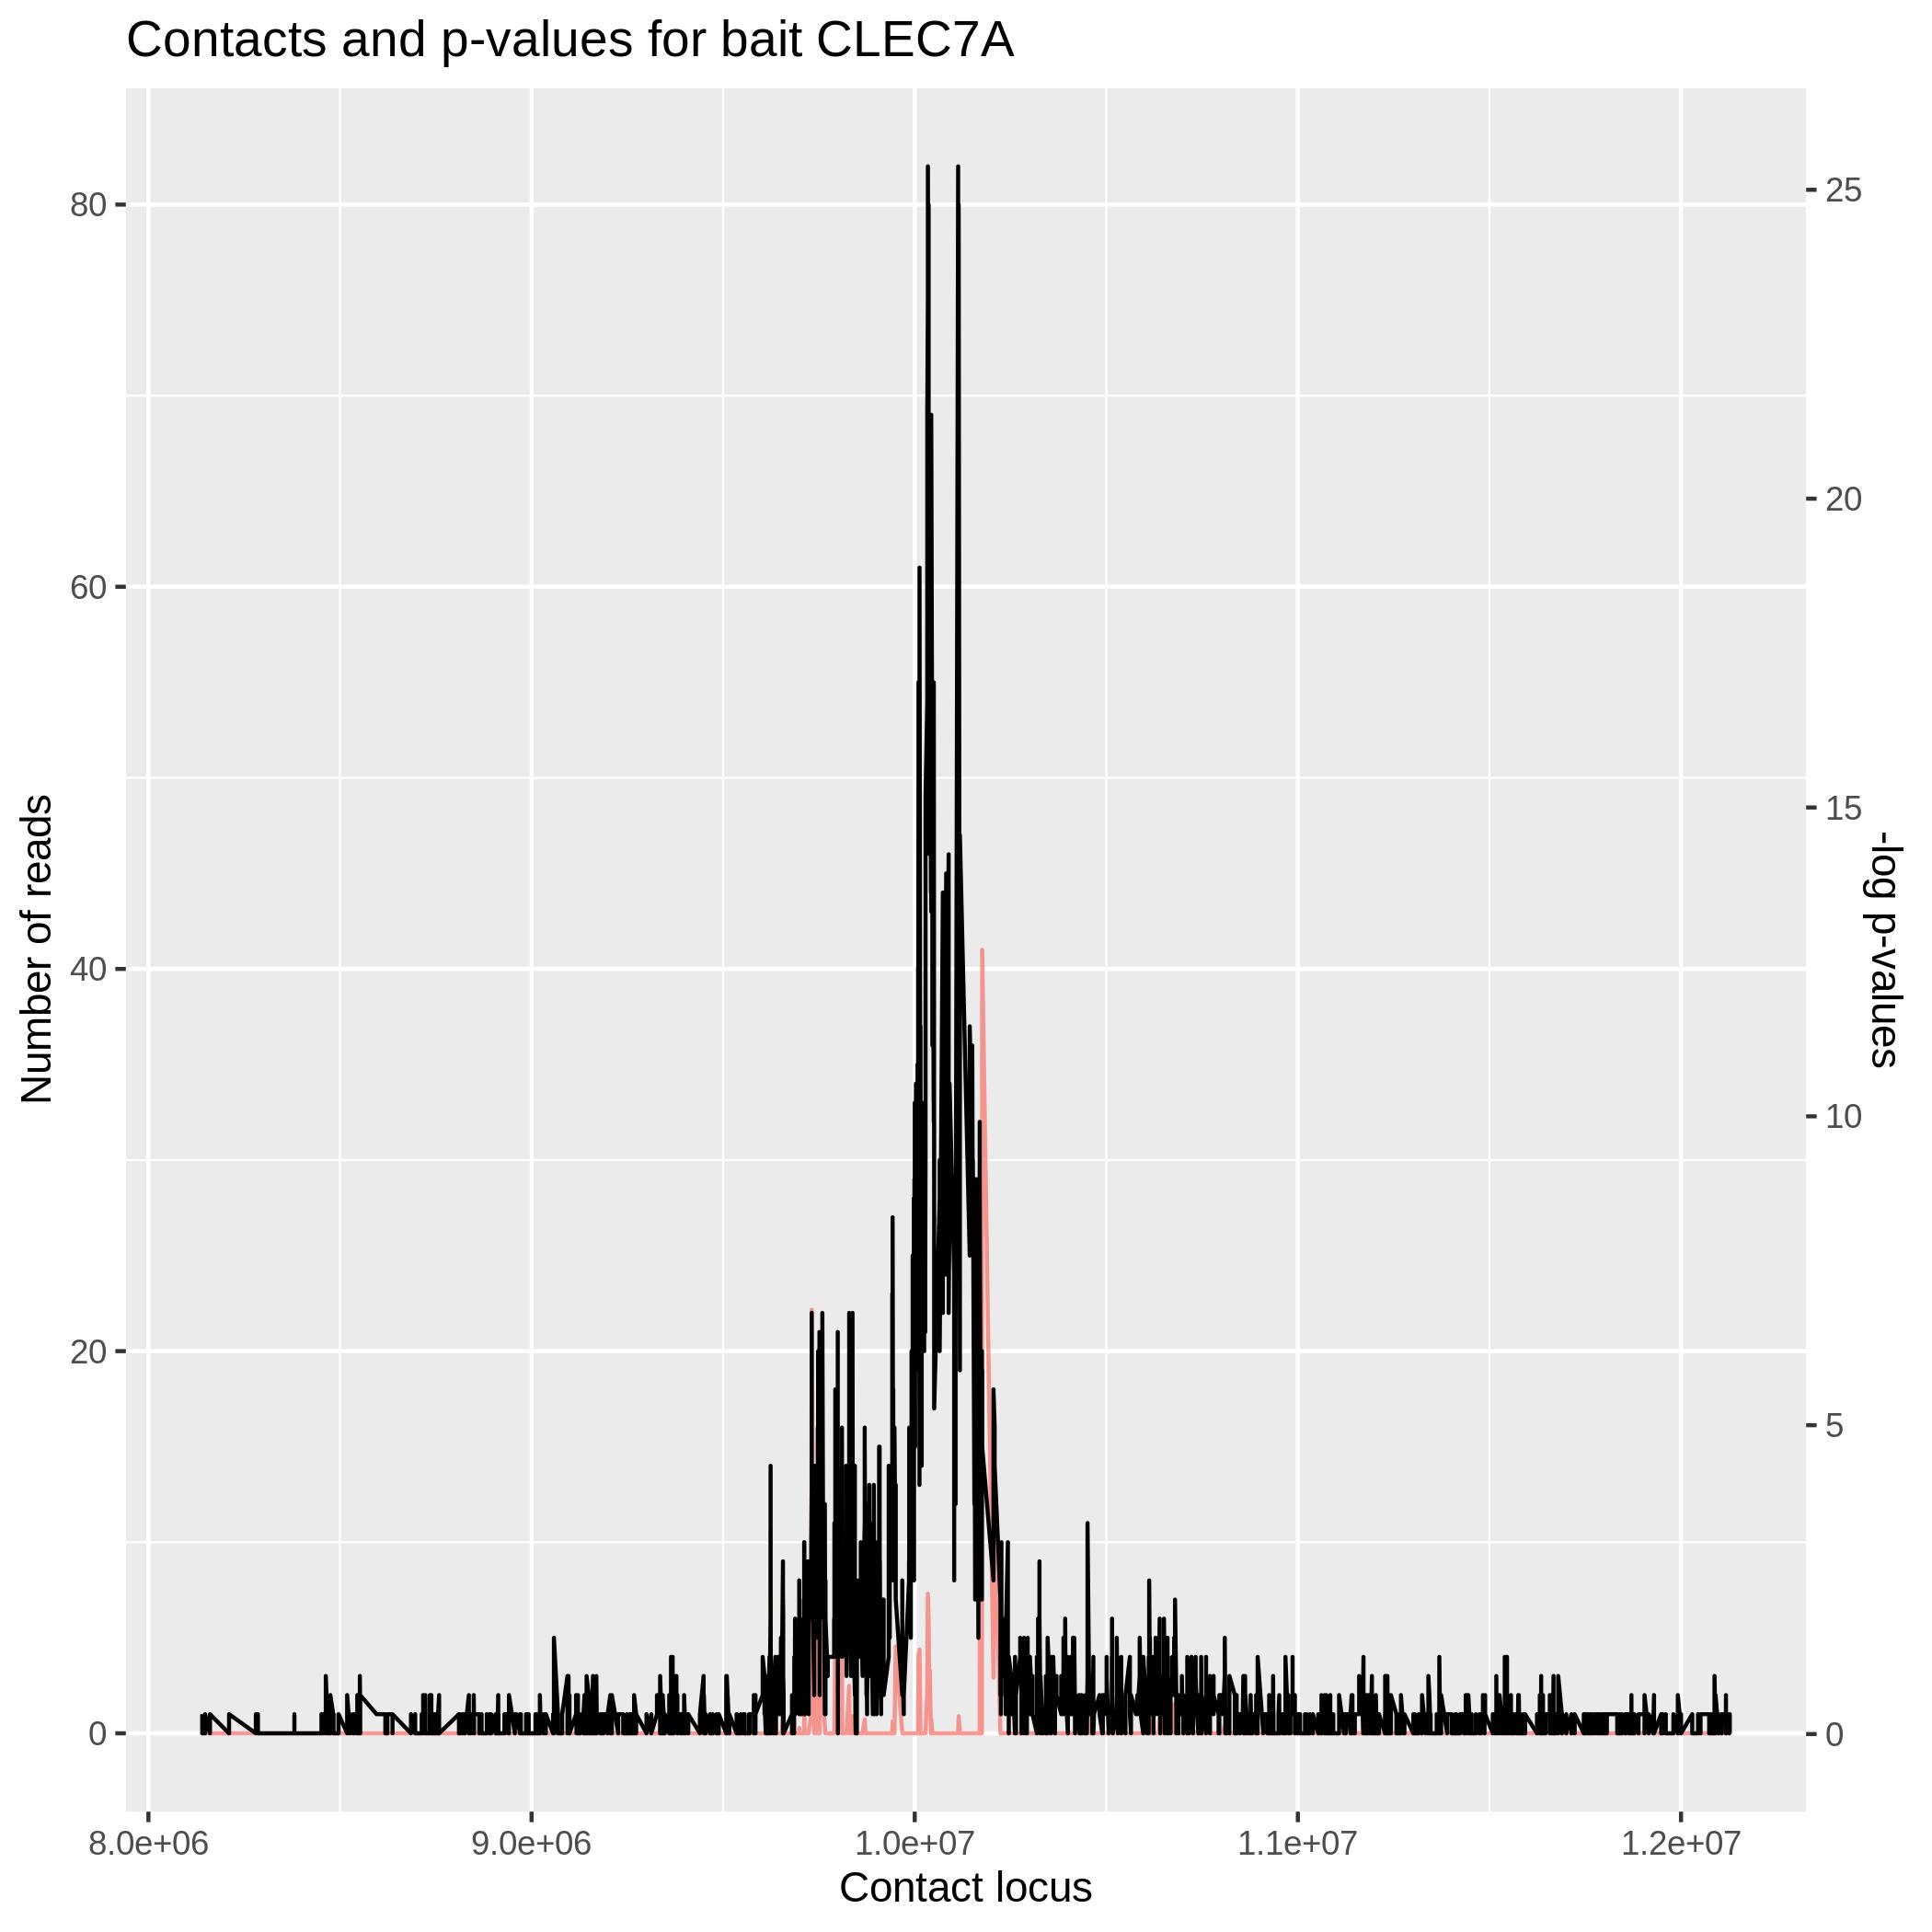 Contacts and p-values for bait CLEC7A
80
60
40
20
0
25
20
15
10
5
0
Number of reads
-log p-values
8.0e+06
9.0e+06
1.0e+07
1.1e+07
1.2e+07
Contact locus